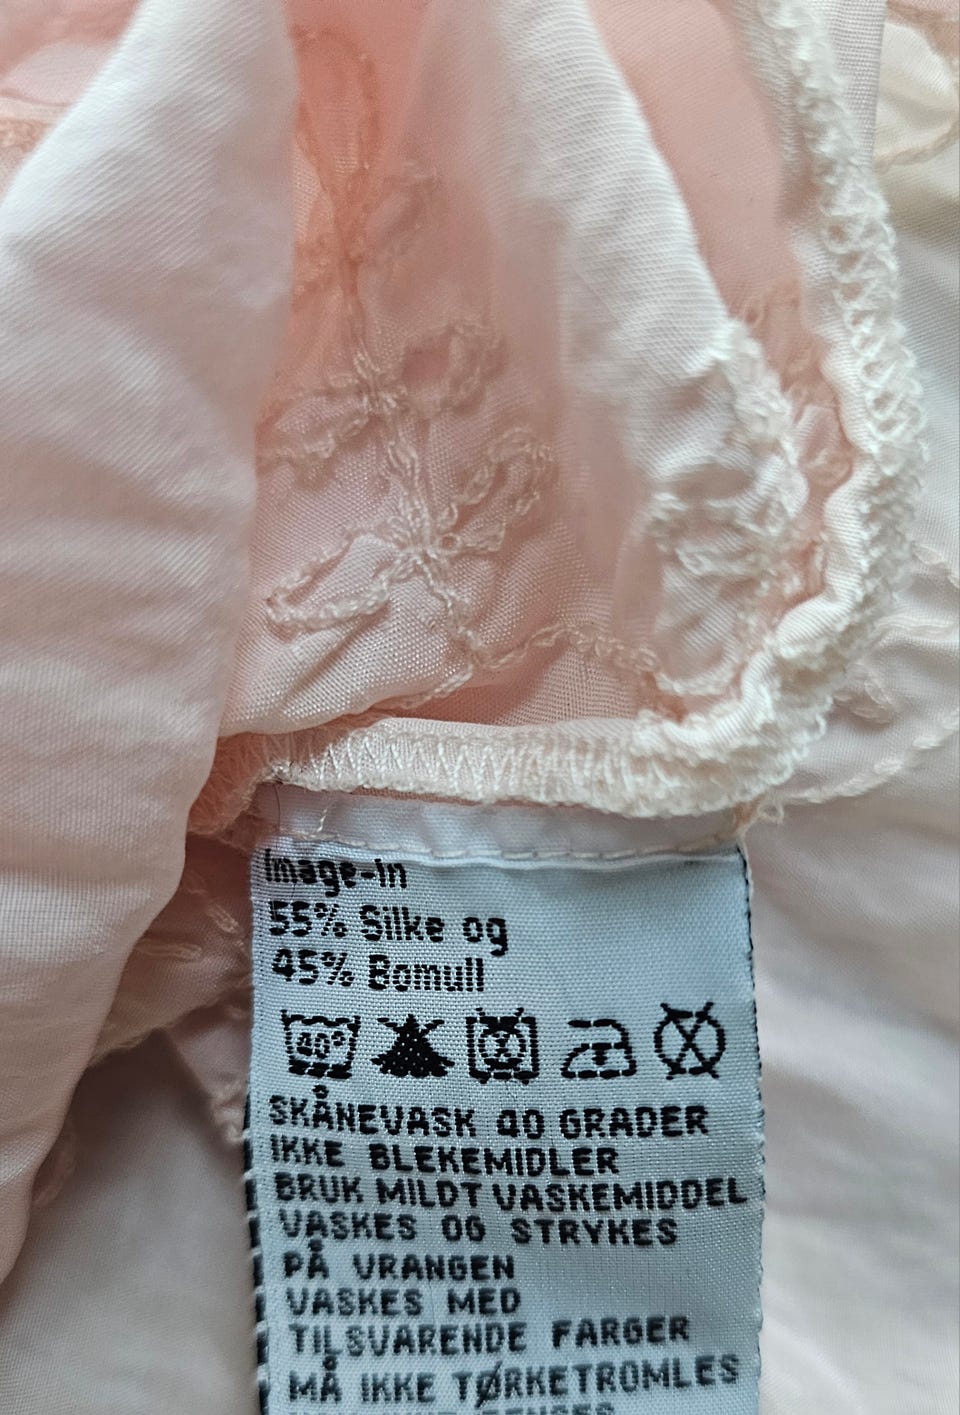 Image-in
55% Silke og
45% Bomull
40°
SKÅNEVASK 40 GRADER
IKKE BLEKEMIDLER
BRUK MILDT VASKEMIDDEL
VASKES OG STRYKES
PÅ VRANGEN
VASKES MED
TILSVARENDE FARGER
MÅ IKKE TØRKETROMLES